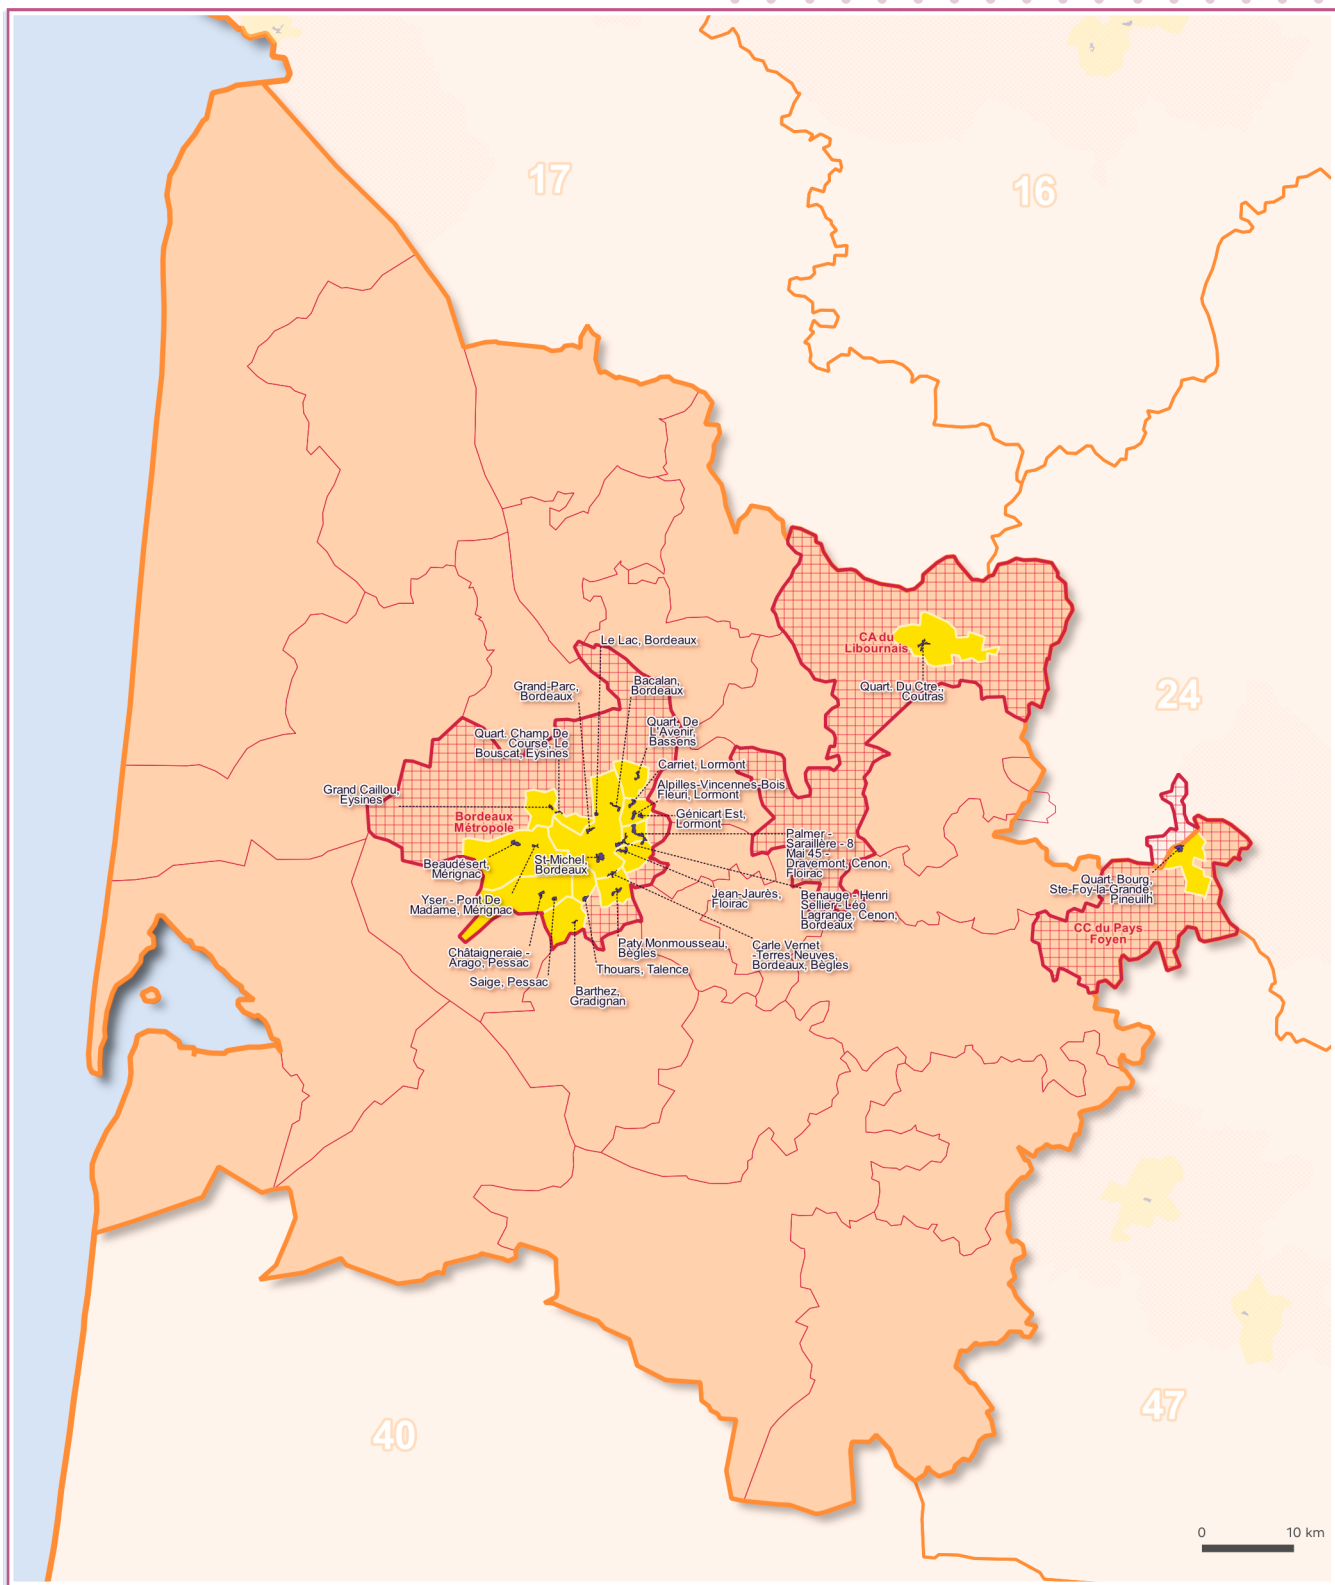 17
16
CA du
Libournais
Quart. Du Ctre.,
Coutras
24
Le Lac, Bordeaux
Grand-Parc,
Bordeaux
Bacalan,
Bordeaux
Quart. De
L'Avenir,
Bassens
Quart. Champ De
Course, Le
Bouscat, Eysines
Carriet, Lormont
Alpilles-Vincennes-Bois
Fleuri, Lormont
Grand Caillou,
Eysines
Génicart Est,
Lormont
Bordeaux
Métropole
Palmer -
Saraillère - 8
Mai 45 -
Dravemont, Cenon,
Floirac
Beaudésert,
Mérignac
St-Michel,
Bordeaux
Yser - Pont De
Madame, Mérignac
Jean-Jaurès,
Floirac
Benauge - Henri
Sellier - Léo
Lagrange, Cenon,
Bordeaux
Quart. Bourg,
Ste-Foy-la-Grande,
Pineuilh
CC du Pays
Foyen
Châtaigneraie -
Arago, Pessac
Paty Monmousseau,
Bègles
Carle Vernet
-Terres Neuves,
Bordeaux, Bègles
Saige, Pessac
Thouars, Talence
Barthez,
Gradignan
40
47
0 10 km